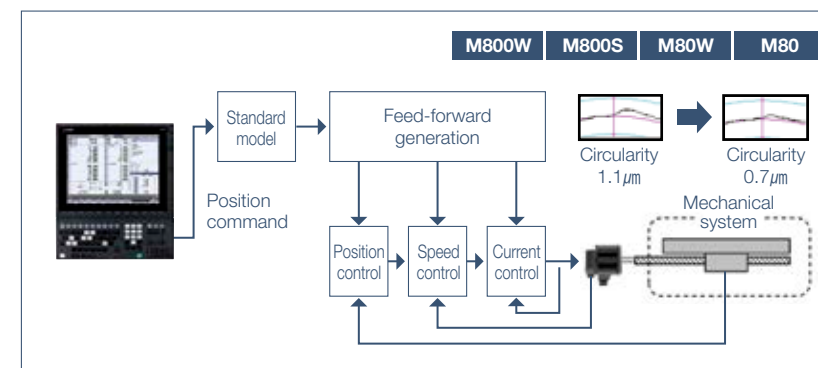 M800W M800S M80W M80
Standard
model
Feed-forward
generation
Circularity
1.1㎛
Circularity
0.7㎛
Position
command
Mechanical
system
Position
control
Speed
control
Current
control